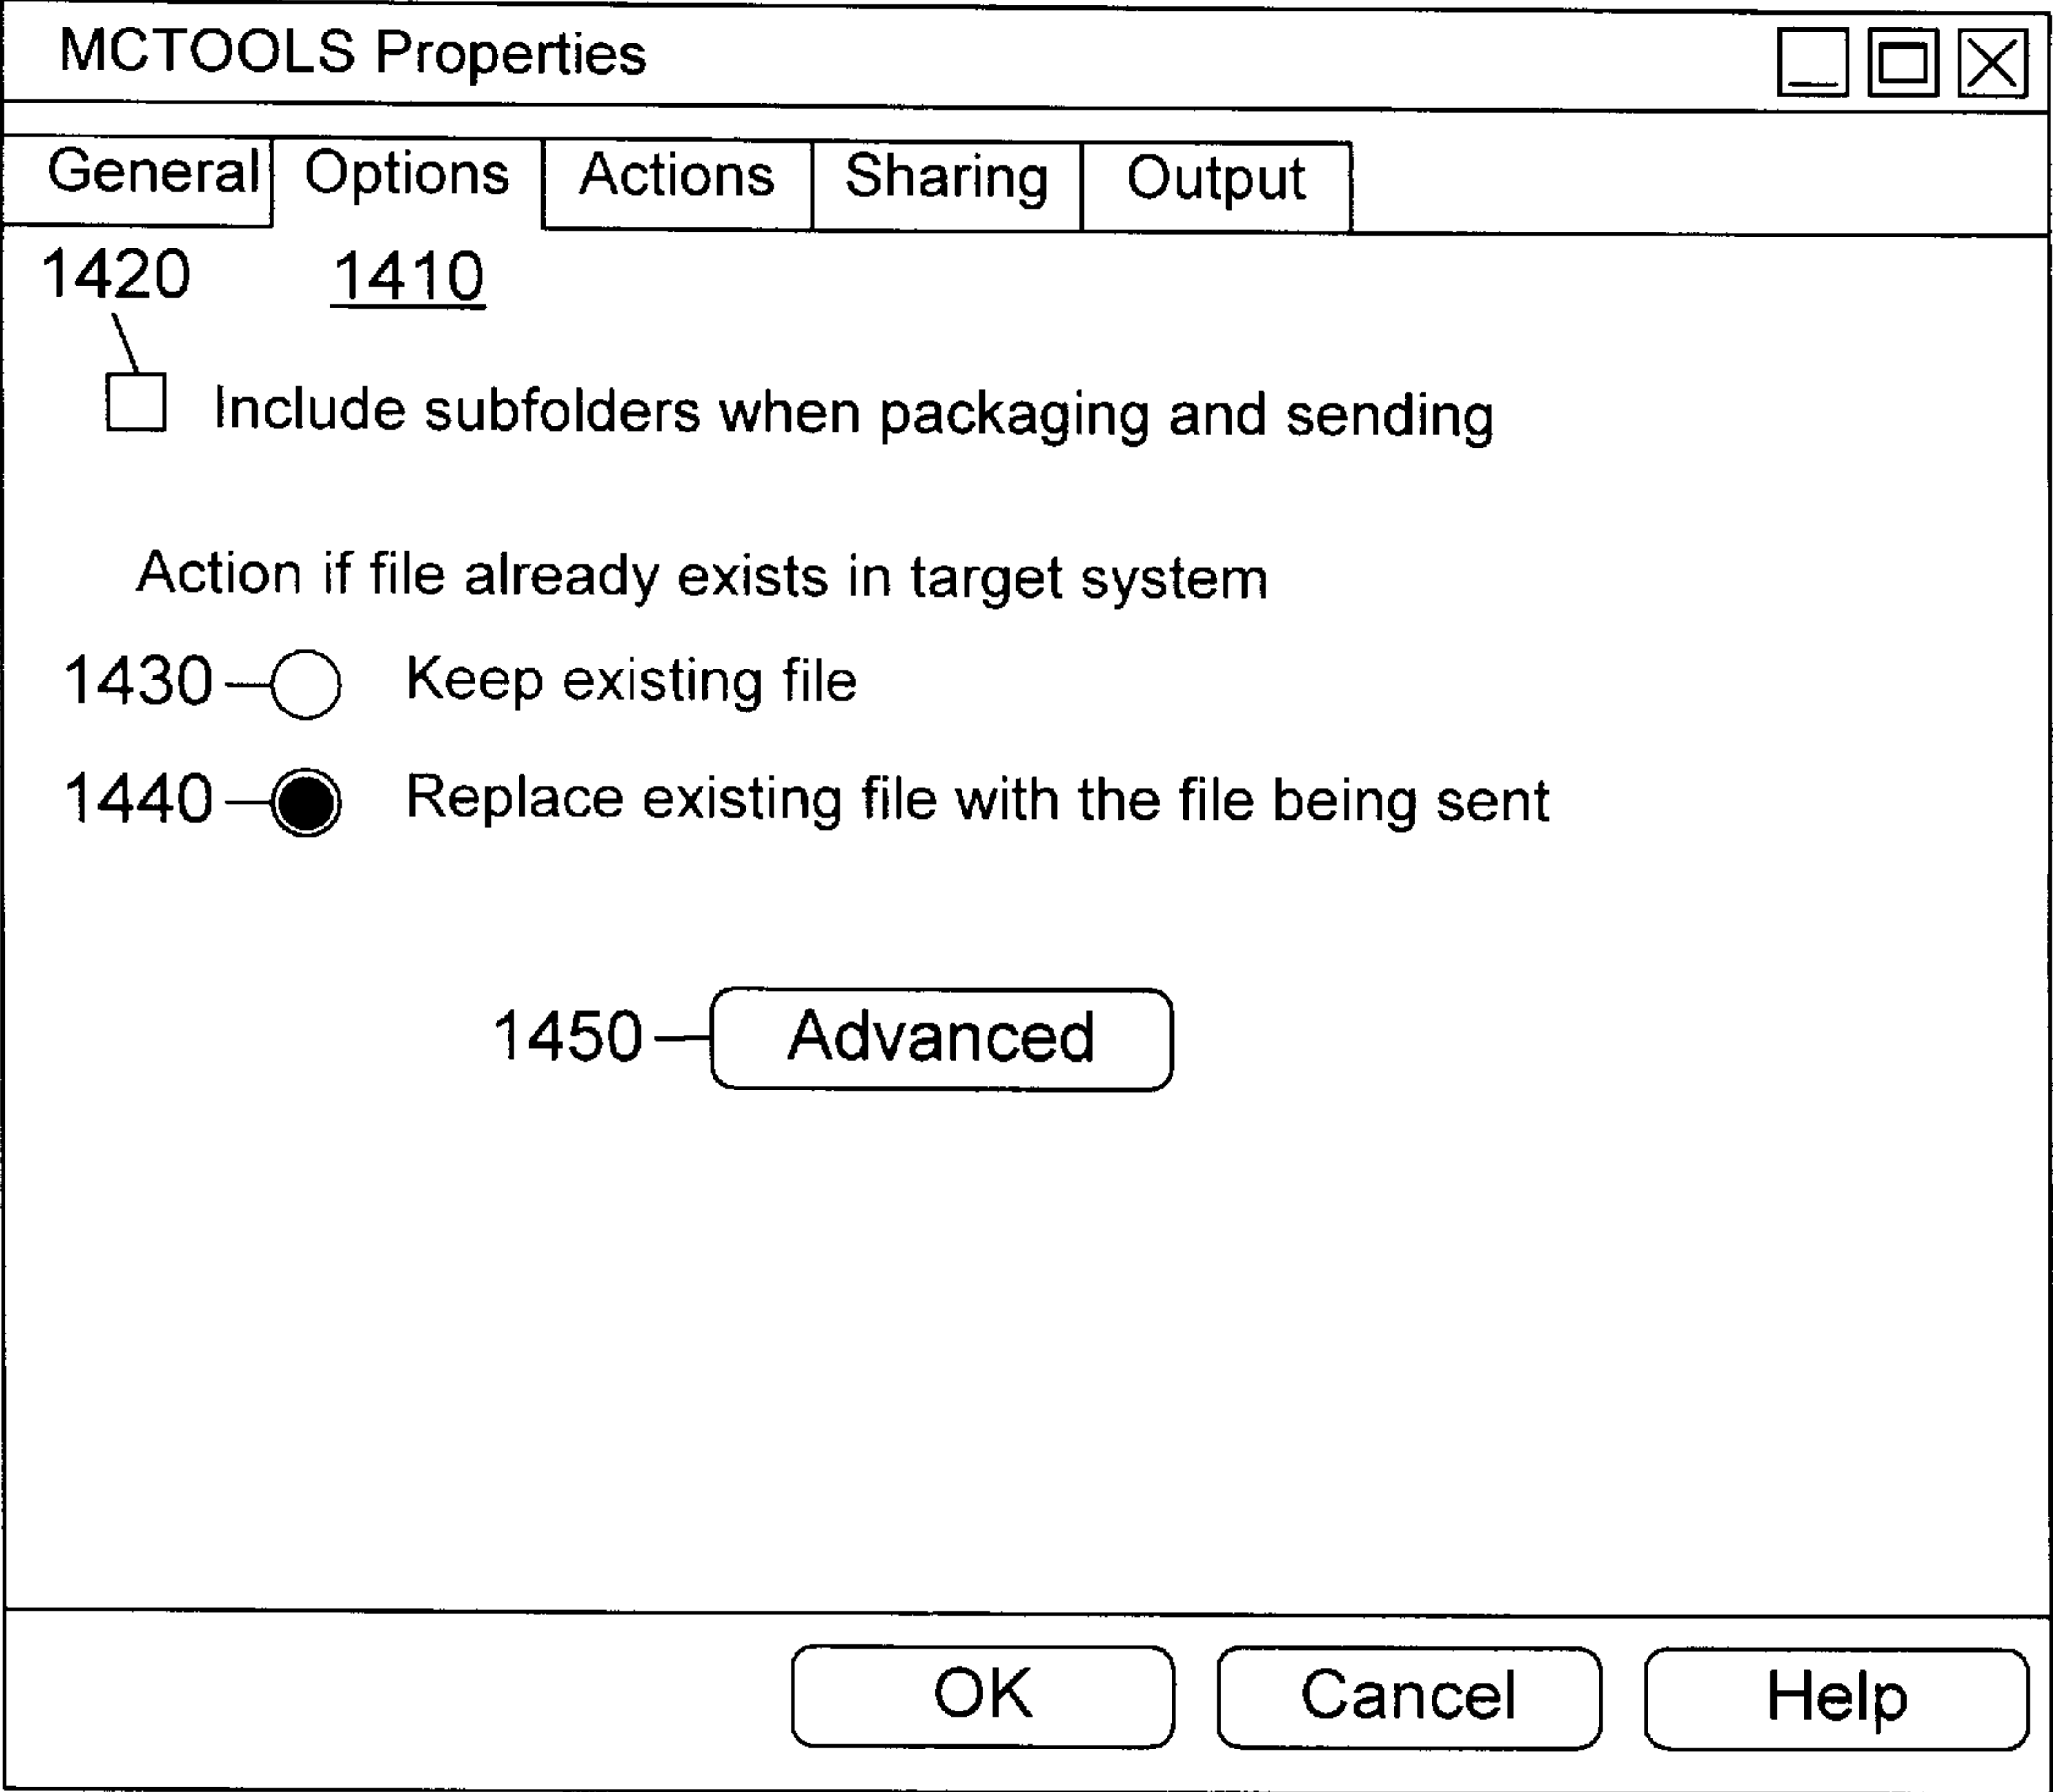 MCTOOLS Properties
General Options Actions Sharing Output
1420 1410
Include subfolders when packaging and sending
Action if file already exists in target system
1430 Keep existing file
1440 Replace existing file with the file being sent
1450 Advanced
OK Cancel Help